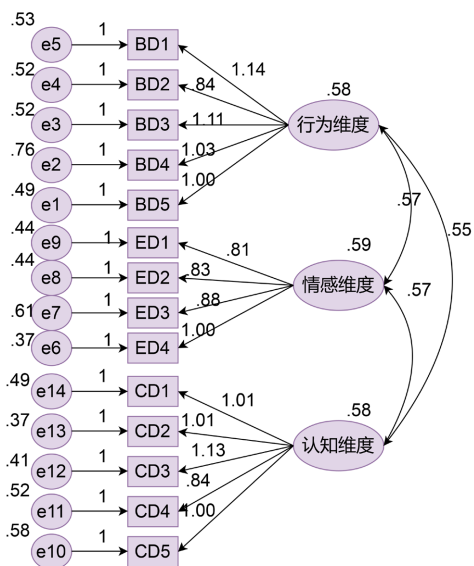 .53
e5 1 BD1
1.14
.52
e4 1 BD2 .84
.58
.52
e3 1 BD3 1.11
行为维度
.76
e2 1 BD4 1.03
.49
e1 1 BD5 1.00
.57
.55
.44
e9 1 ED1 .81
.59
.44
e8 1 ED2 .83
情感维度
.57
.61
e7 1 ED3 .88
.37
e6 1 ED4 1.00
.49
e14 1 CD1 1.01
.58
.37
e13 1 CD2 1.01
认知维度
.41
e12 1 CD3 1.13
.52
e11 1 CD4 .84
.58
e10 1 CD5 1.00